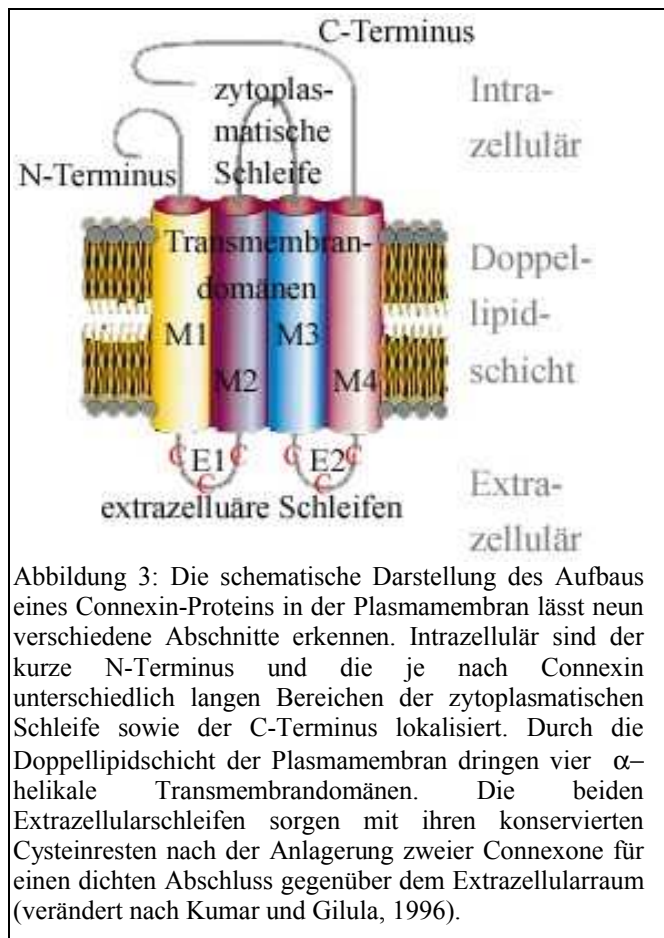 C-Terminus
zytoplas-
matische
Schleife
N-Terminus
Intra-
zellulär
Transmembran-
domänen
M1
M2
M3
M4
Doppel-
lipid-
schicht
C
C
C
E1
C
C
C
E2
extrazelluäre Schleifen
Extra-
zellulär
Abbildung 3: Die schematische Darstellung des Aufbaus
eines Connexin-Proteins in der Plasmamembran lässt neun
verschiedene Abschnitte erkennen. Intrazellulär sind der
kurze N-Terminus und die je nach Connexin
unterschiedlich langen Bereichen der zytoplasmatischen
Schleife sowie der C-Terminus lokalisiert. Durch die
Doppellipidschicht der Plasmamembran dringen vier α–
helikale Transmembrandomänen. Die beiden
Extrazellularschleifen sorgen mit ihren konservierten
Cysteinresten nach der Anlagerung zweier Connexone für
einen dichten Abschluss gegenüber dem Extrazellularraum
(verändert nach Kumar und Gilula, 1996).